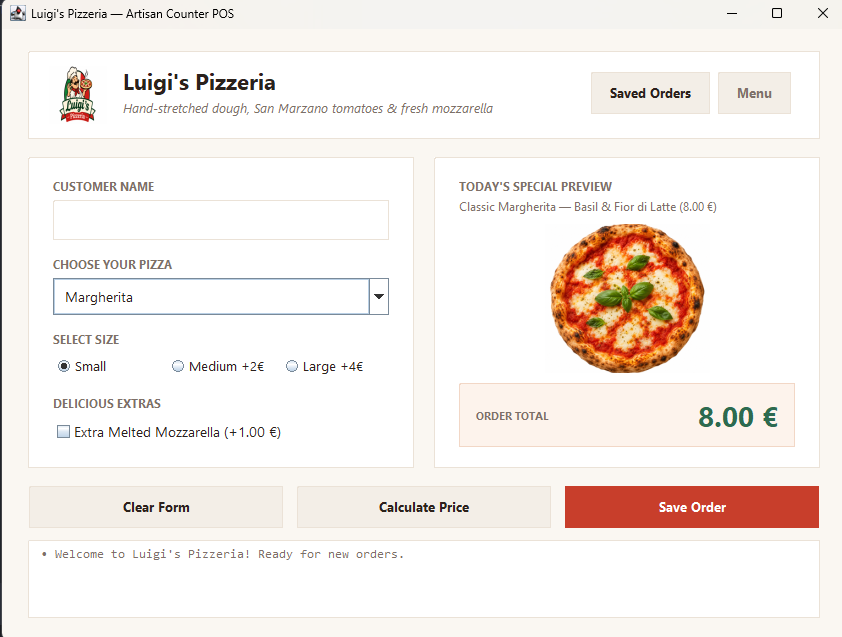 Luigi's Pizzeria — Artisan Counter POS
Luigi's
Pizzeria
Luigi's Pizzeria
Hand-stretched dough, San Marzano tomatoes & fresh mozzarella
Saved Orders
Menu
CUSTOMER NAME
CHOOSE YOUR PIZZA
Margherita
SELECT SIZE
Small
Medium +2€
Large +4€
DELICIOUS EXTRAS
Extra Melted Mozzarella (+1.00 €)
TODAY'S SPECIAL PREVIEW
Classic Margherita — Basil & Fior di Latte (8.00 €)
ORDER TOTAL
8.00 €
Clear Form
Calculate Price
Save Order
• Welcome to Luigi's Pizzeria! Ready for new orders.